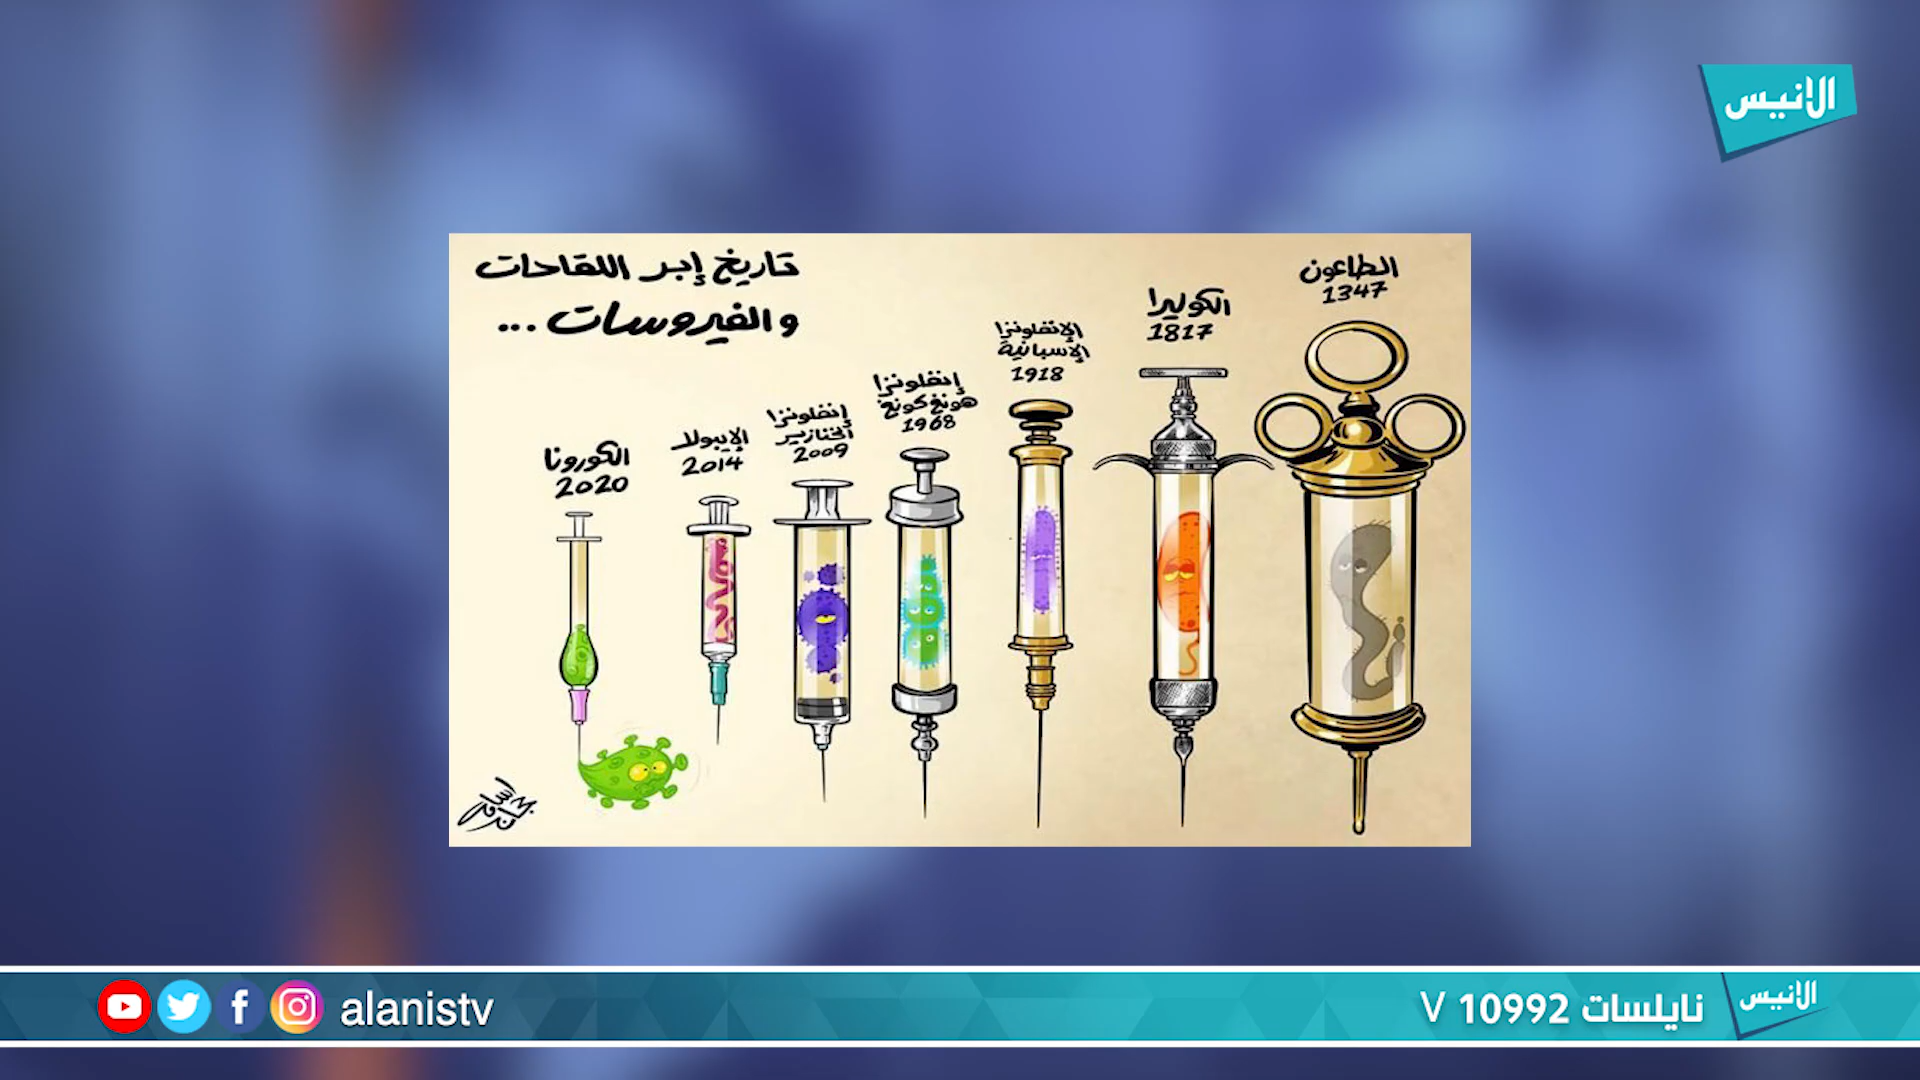 الانيس
تاريخ إبر اللقاحات
و الفيروسات ...
الطاعون
1347
الكوليرا
1817
الإنفلونزا
الإسبانية
1918
إنفلونزا
هونغ كونغ
1968
إنفلونزا
الخنازير
2009
الإيبولا
2014
الكورونا
2020
alanistv
نايلسات 10992 V
الانيس